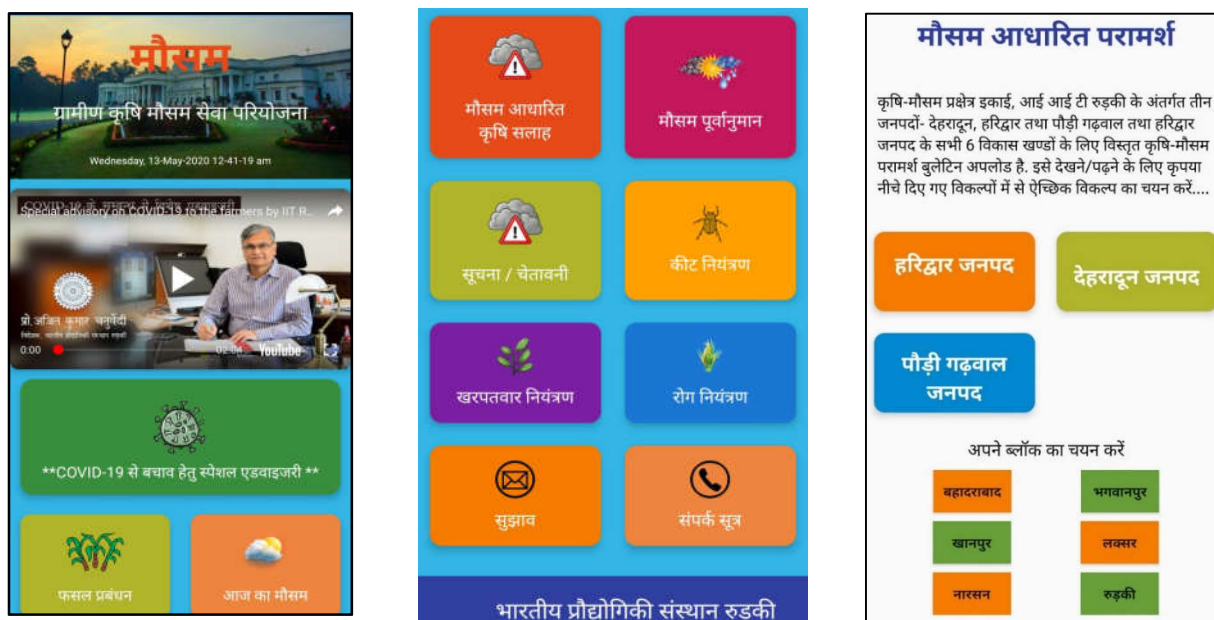 मौसम
ग्रामीण कृषि मौसम सेवा परियोजना
Wednesday, 13-May-2020 12-41-19 am
Special advisory on COVID-19 to the farmers by IIT R...
0:00
YouTube
**COVID-19 से बचाव हेतु स्पेशल एडवाइजरी **
फसल प्रबंधन
आज का मौसम
मौसम आधारित
कृषि सलाह
मौसम पूर्वानुमान
सूचना / चेतावनी
कीट नियंत्रण
खरपतवार नियंत्रण
रोग नियंत्रण
सुझाव
संपर्क सूत्र
भारतीय प्रौद्योगिकी संस्थान रुडकी
मौसम आधारित परामर्श
कृषि-मौसम प्रक्षेत्र इकाई, आई आई टी रुड़की के अंतर्गत तीन
जनपदों- देहरादून, हरिद्वार तथा पौड़ी गढ़वाल तथा हरिद्वार
जनपद के सभी 6 विकास खण्डों के लिए विस्तृत कृषि-मौसम
परामर्श बुलेटिन अपलोड है. इसे देखने/पढ़ने के लिए कृपया
नीचे दिए गए विकल्पों में से ऐच्छिक विकल्प का चयन करें....
हरिद्वार जनपद
देहरादून जनपद
पौड़ी गढ़वाल
जनपद
अपने ब्लॉक का चयन करें
बहादराबाद
भगवानपुर
खानपुर
लक्सर
नारसन
रुड़की